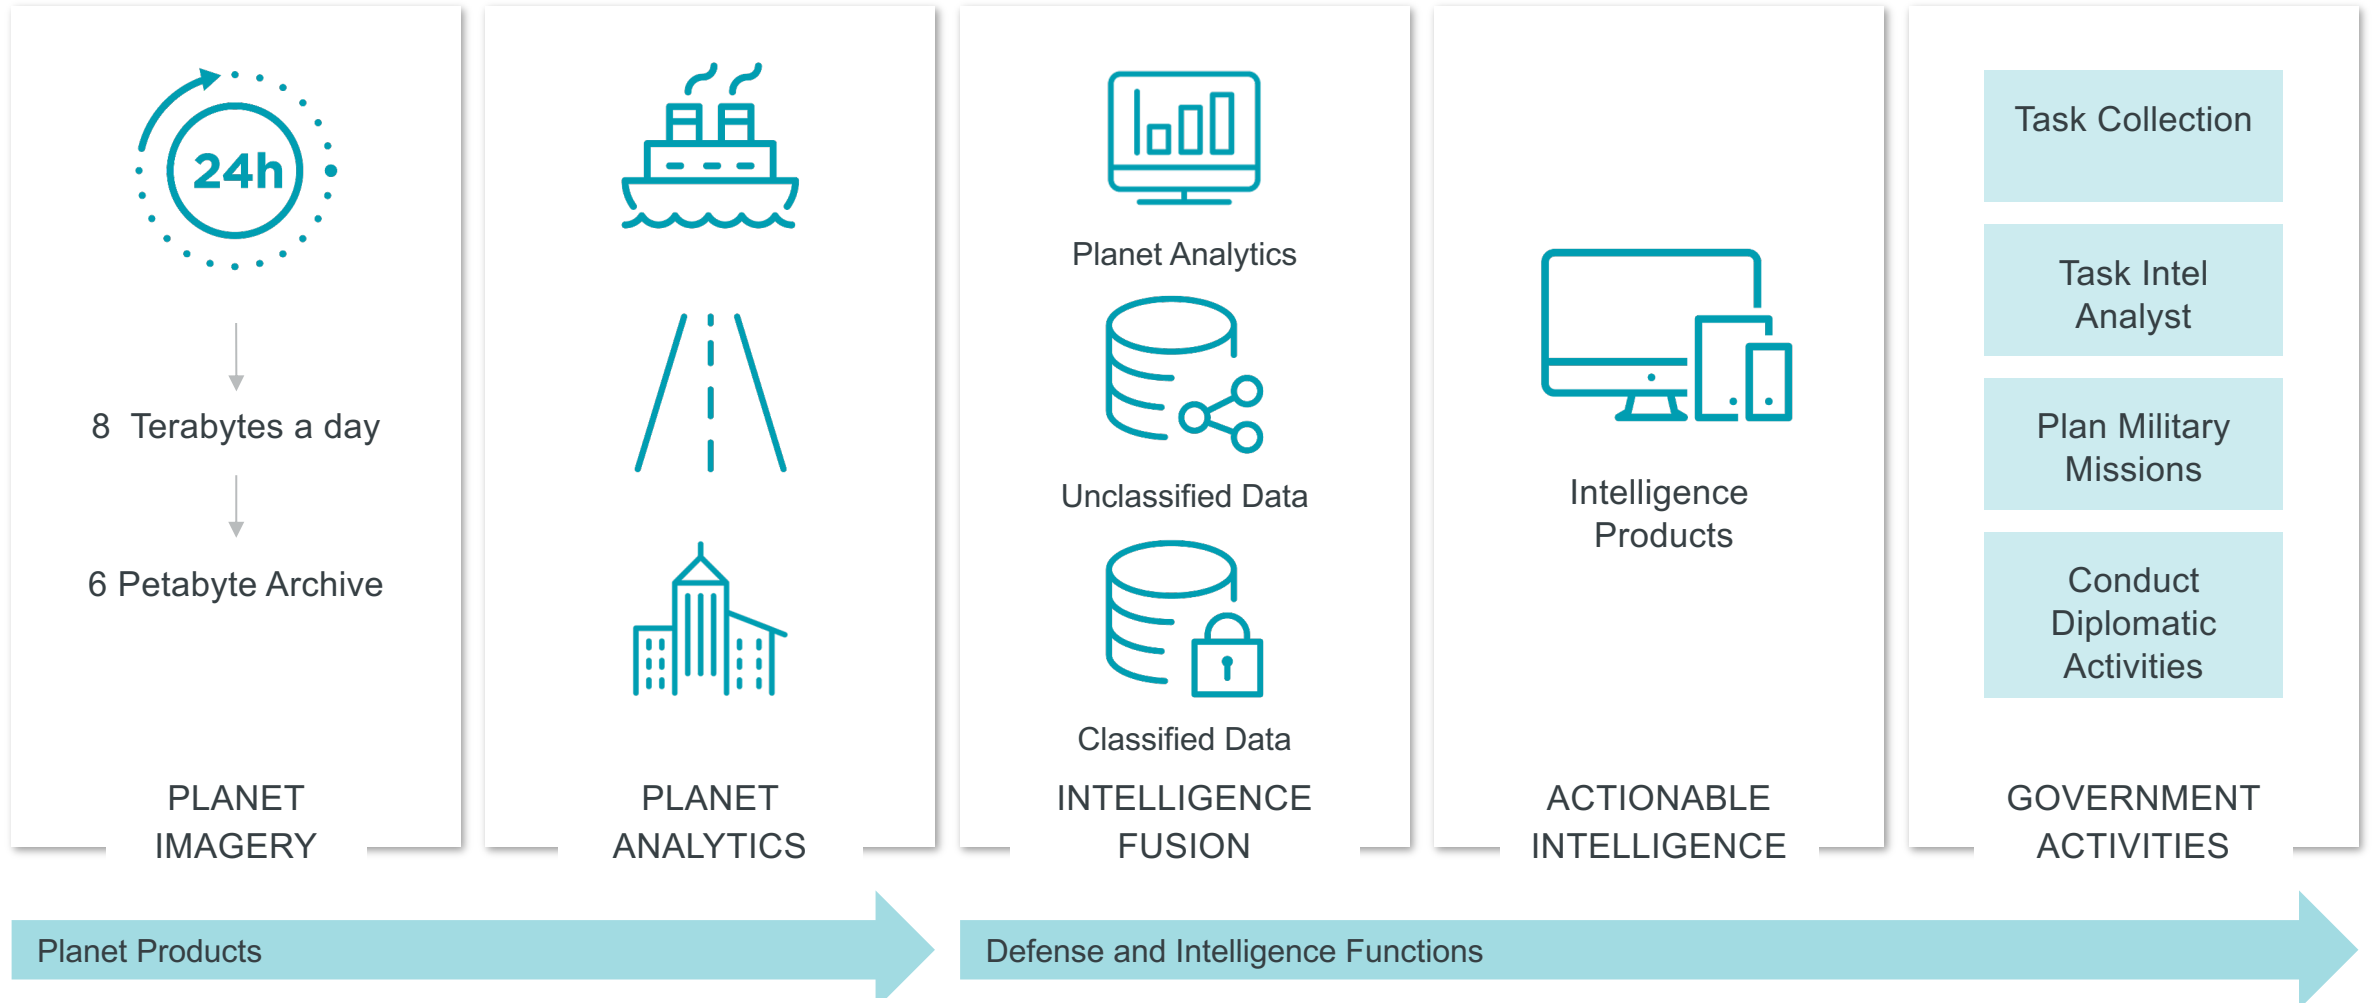 24h
8 Terabytes a day
6 Petabyte Archive
PLANET
IMAGERY
PLANET
ANALYTICS
Planet Analytics
Unclassified Data
Classified Data
INTELLIGENCE
FUSION
Intelligence
Products
ACTIONABLE
INTELLIGENCE
Task Collection
Task Intel
Analyst
Plan Military
Missions
Conduct
Diplomatic
Activities
GOVERNMENT
ACTIVITIES
Planet Products
Defense and Intelligence Functions